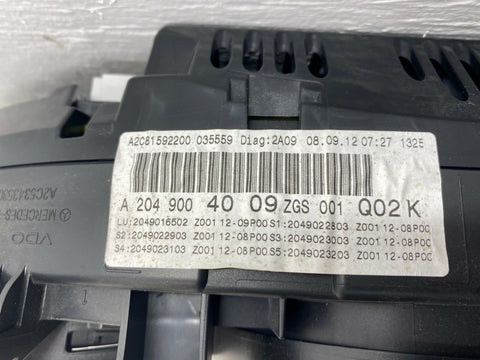 A2C81592200 035559 Diag:2A09 08.09.12 07:27 1325
A 204 900 40 09 ZGS 001 Q02 K
LU:2049016502 Z001 12-09P00 S1:2049022803 Z001 12-08P00
S2:2049022903 Z001 12-08P00 S3:2049023003 Z001 12-08P00
S4:2049023103 Z001 12-08P00 S5:2049023203 Z001 12-08P00
VDO
MERCEDES-